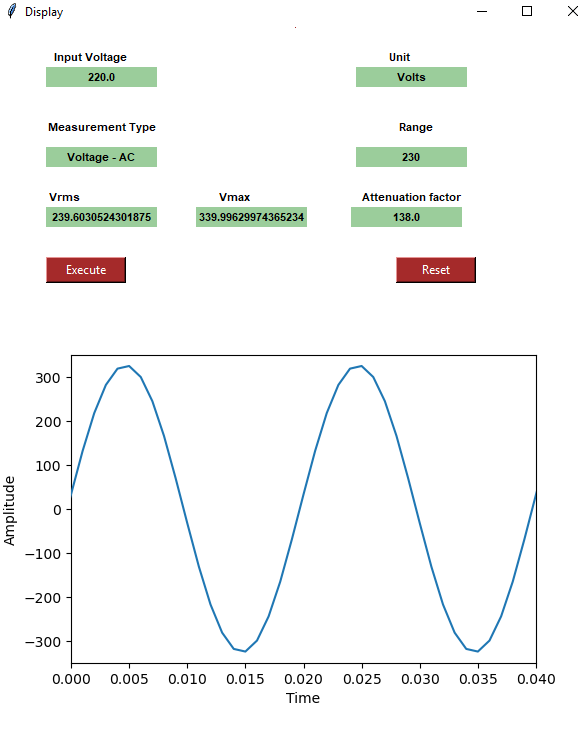 Display
Input Voltage
Unit
220.0
Volts
Measurement Type
Range
Voltage - AC
230
Vrms
Vmax
Attenuation factor
239.6030524301875
339.99629974365234
138.0
Execute
Reset
300
200
100
0
−100
−200
−300
Amplitude
0.000
0.005
0.010
0.015
0.020
0.025
0.030
0.035
0.040
Time